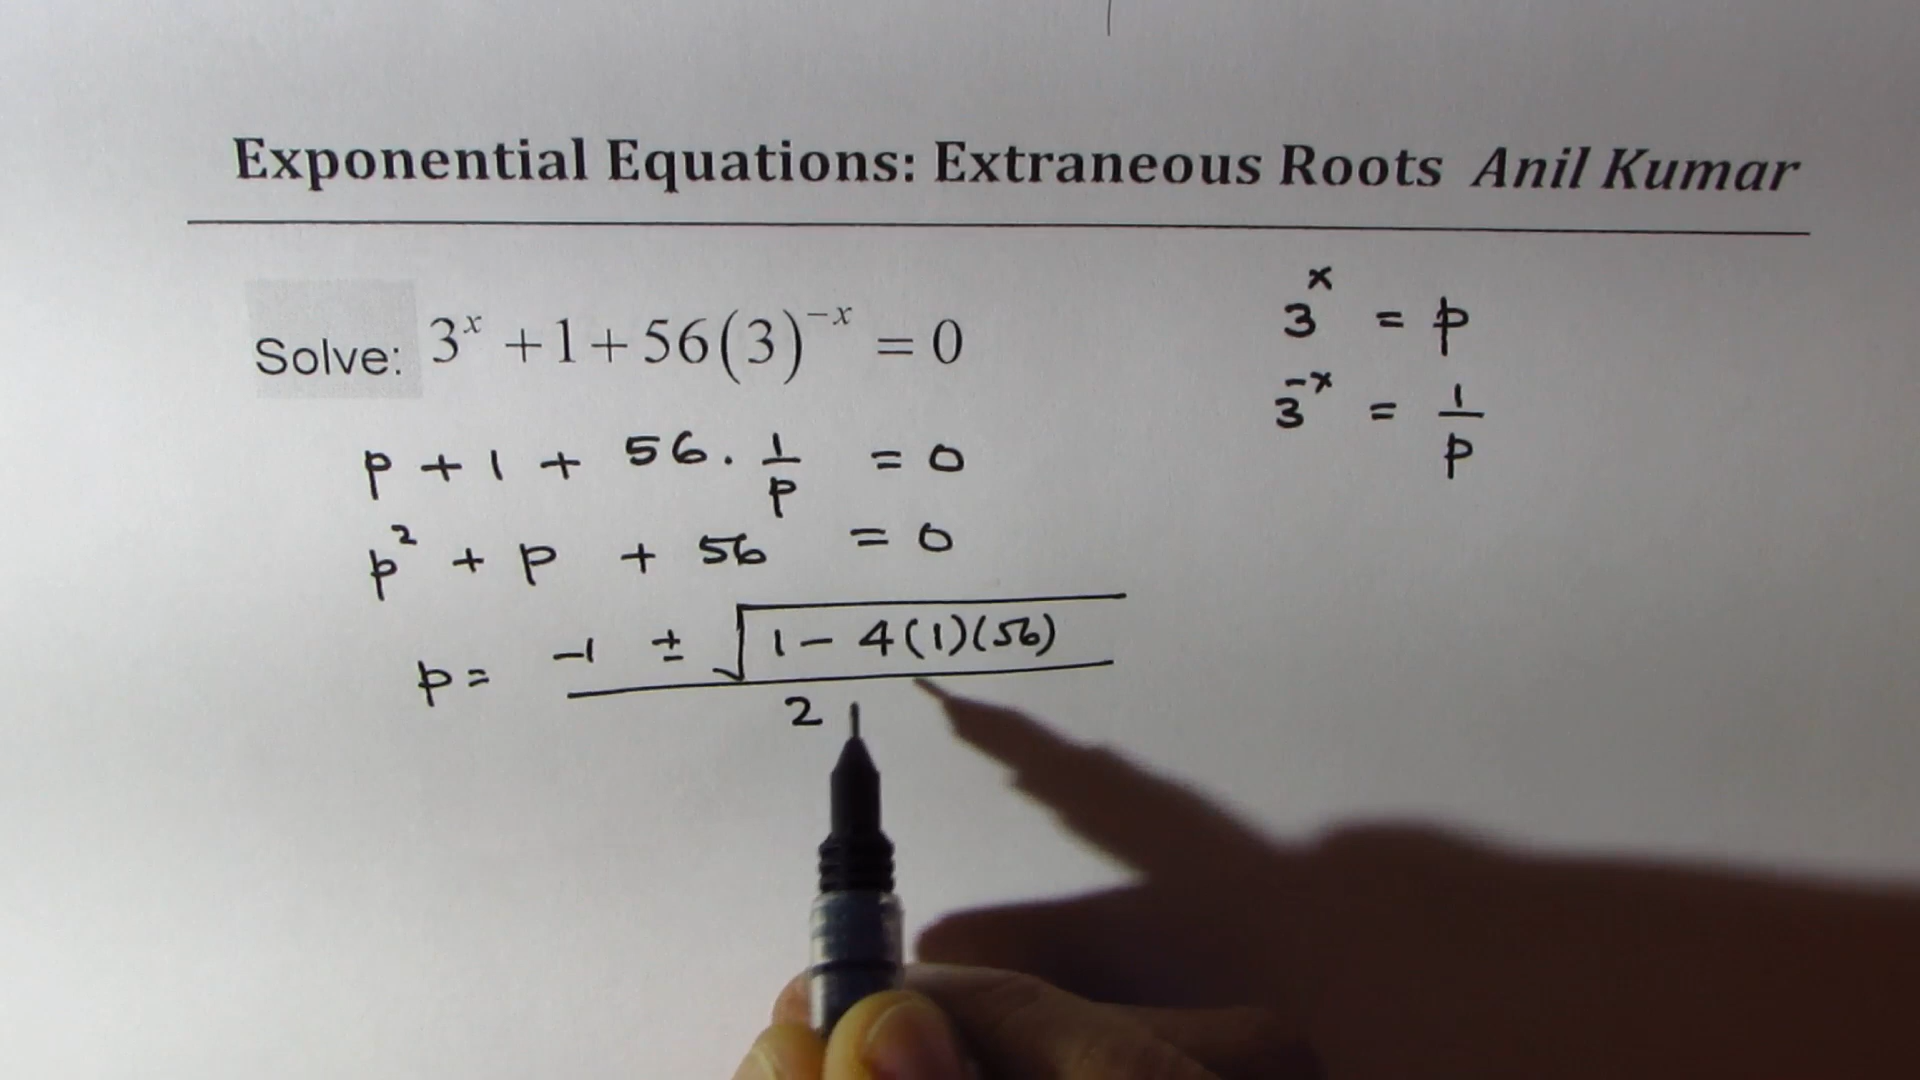 Exponential Equations: Extraneous Roots Anil Kumar
Solve: 3^x + 1 + 56(3)^{-x} = 0
3^x = p
3^{-x} = 1/p
p + 1 + 56 . 1/p = 0
p^2 + p + 56 = 0
p = (-1 ± √(1 - 4(1)(56)))/2